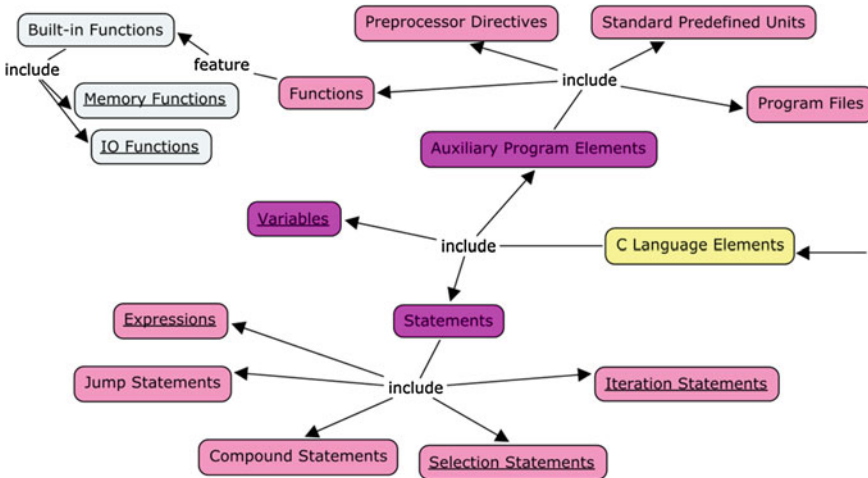 Preprocessor Directives
Standard Predefined Units
Built-in Functions
include
feature
include
Memory Functions
Functions
Program Files
IO Functions
Auxiliary Program Elements
Variables
include
C Language Elements
Expressions
Statements
Jump Statements
include
Iteration Statements
Compound Statements
Selection Statements